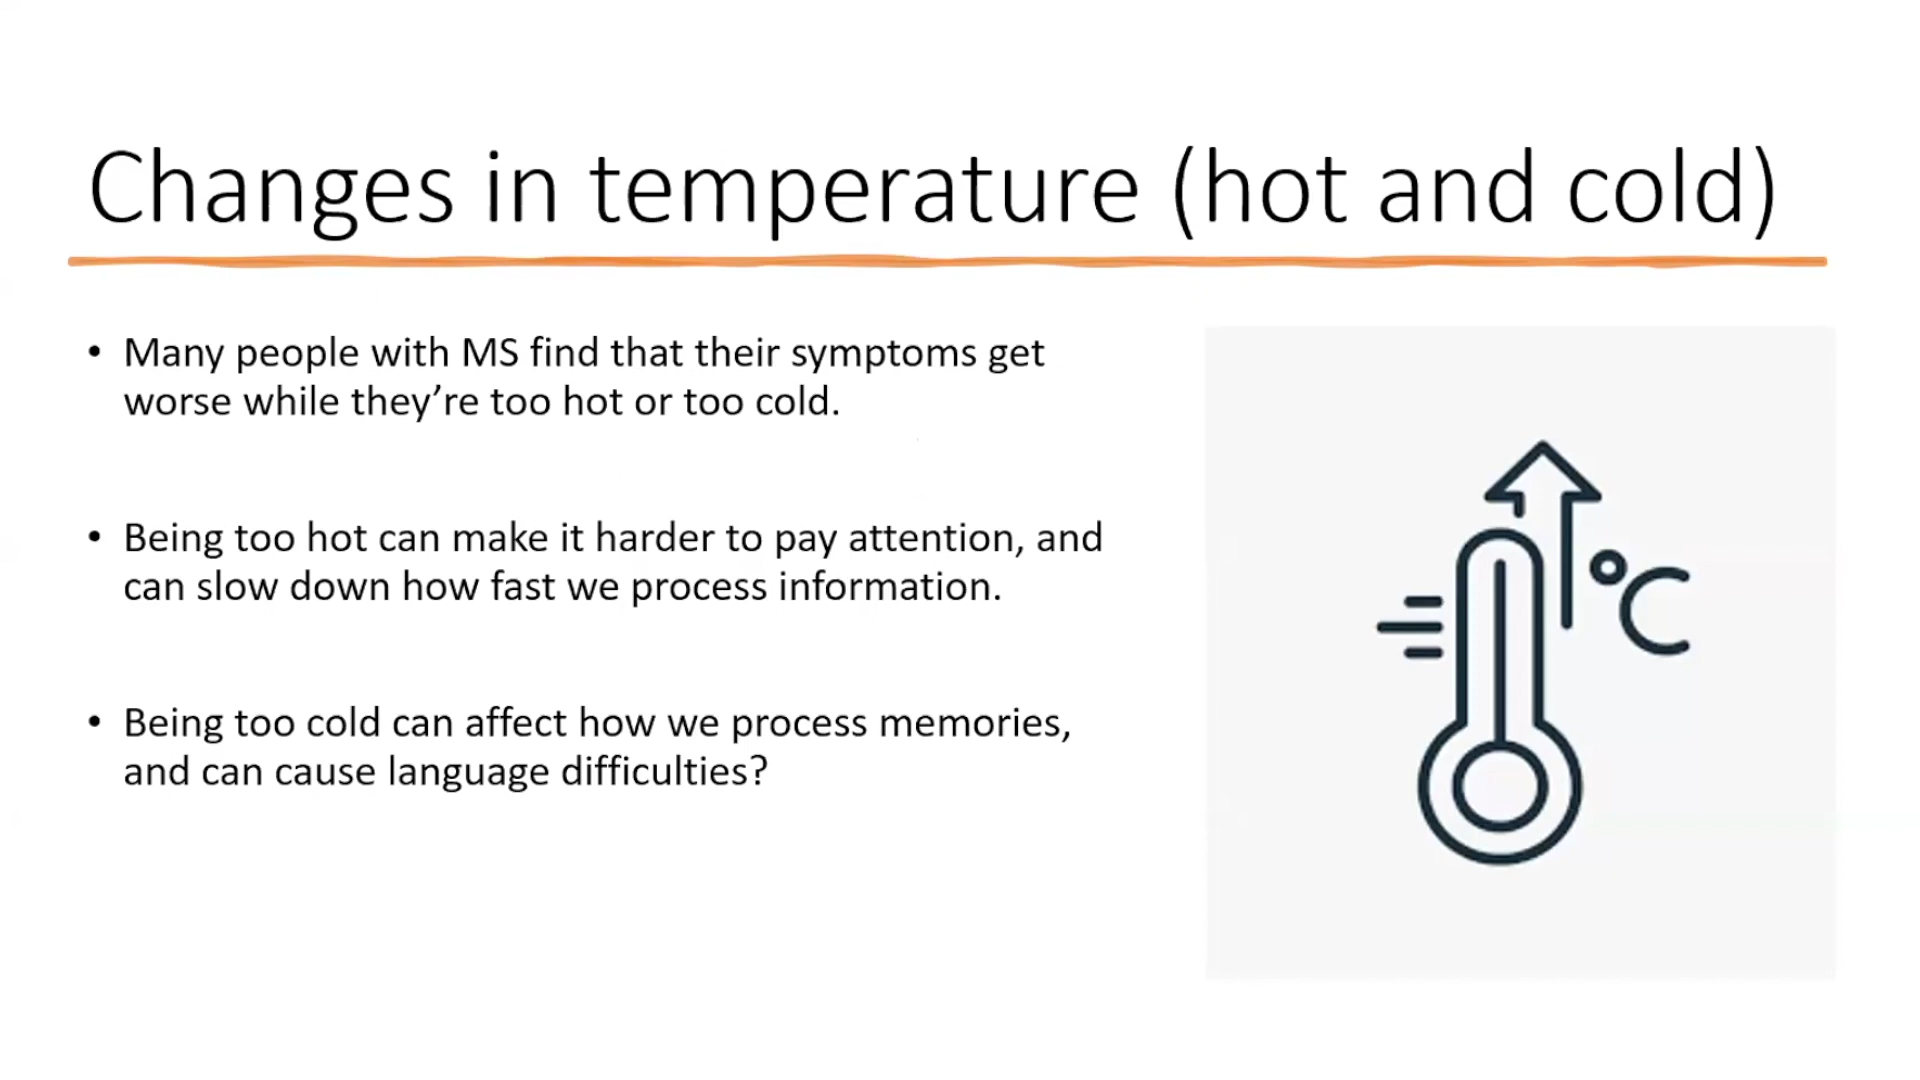 Changes in temperature (hot and cold)
• Many people with MS find that their symptoms get
worse while they’re too hot or too cold.
• Being too hot can make it harder to pay attention, and
can slow down how fast we process information.
• Being too cold can affect how we process memories,
and can cause language difficulties?
°C